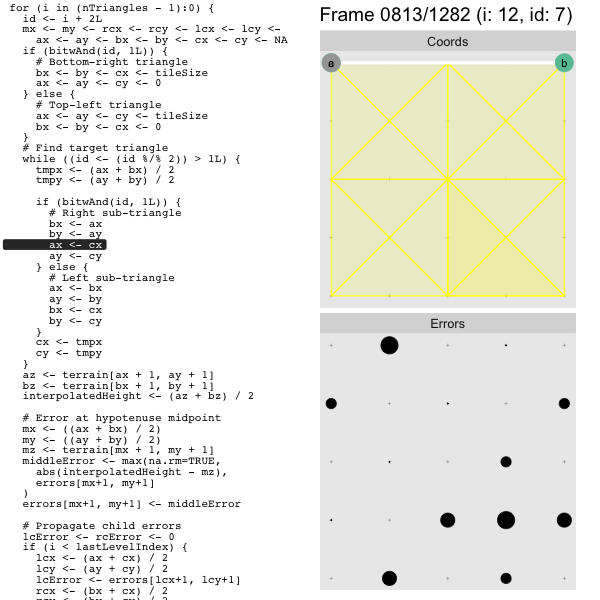 for (i in (nTriangles - 1):0) {
id <- i + 2L
mx <- my <- rcx <- rcy <- lcx <- lcy <-
ax <- ay <- bx <- by <- cx <- cy <- NA
if (bitwAnd(id, 1L)) {
# Bottom-right triangle
bx <- by <- cx <- tileSize
ax <- ay <- cy <- 0
} else {
# Top-left triangle
ax <- ay <- cy <- tileSize
bx <- by <- cx <- 0
}
# Find target triangle
while ((id <- (id %/% 2)) > 1L) {
tmpx <- (ax + bx) / 2
tmpy <- (ay + by) / 2
if (bitwAnd(id, 1L)) {
# Right sub-triangle
bx <- ax
by <- ay
ax <- cx
ay <- cy
} else {
# Left sub-triangle
ax <- bx
ay <- by
bx <- cx
by <- cy
}
cx <- tmpx
cy <- tmpy
}
az <- terrain[ax + 1, ay + 1]
bz <- terrain[bx + 1, by + 1]
interpolatedHeight <- (az + bz) / 2
# Error at hypotenuse midpoint
mx <- ((ax + bx) / 2)
my <- ((ay + by) / 2)
mz <- terrain[mx + 1, my + 1]
middleError <- max(na.rm=TRUE,
abs(interpolatedHeight - mz),
errors[mx+1, my+1]
)
errors[mx+1, my+1] <- middleError
# Propagate child errors
lcError <- rcError <- 0
if (i < lastLevelIndex) {
lcx <- (ax + cx) / 2
lcy <- (ay + cy) / 2
lcError <- errors[lcx+1, lcy+1]
rcx <- (bx + cx) / 2
Frame 0813/1282 (i: 12, id: 7)
Coords
a
b
Errors